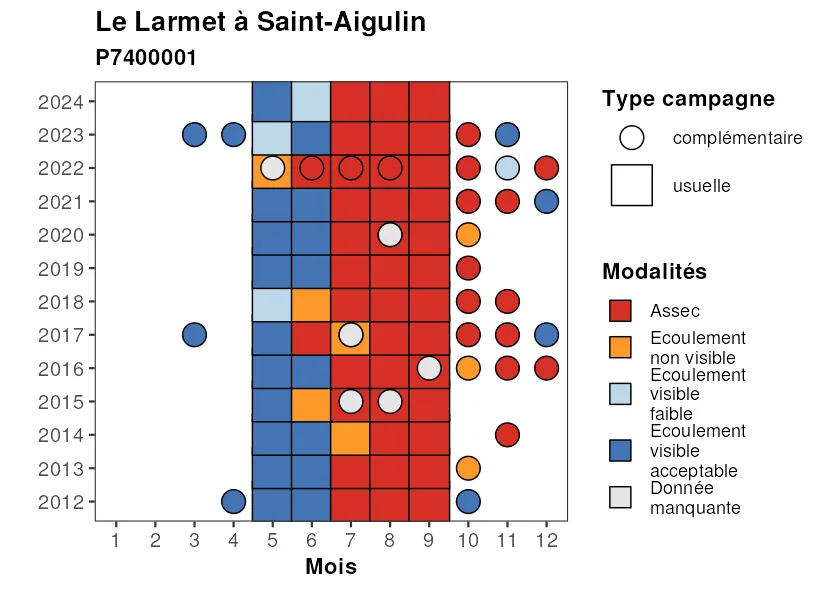 Le Larmet à Saint-Aigulin
P7400001
2024
2023
2022
2021
2020
2019
2018
2017
2016
2015
2014
2013
2012
1 2 3 4 5 6 7 8 9 10 11 12
Mois
Type campagne
complémentaire
usuelle
Modalités
Assec
Ecoulement
non visible
Ecoulement
visible
faible
Ecoulement
visible
acceptable
Donnée
manquante